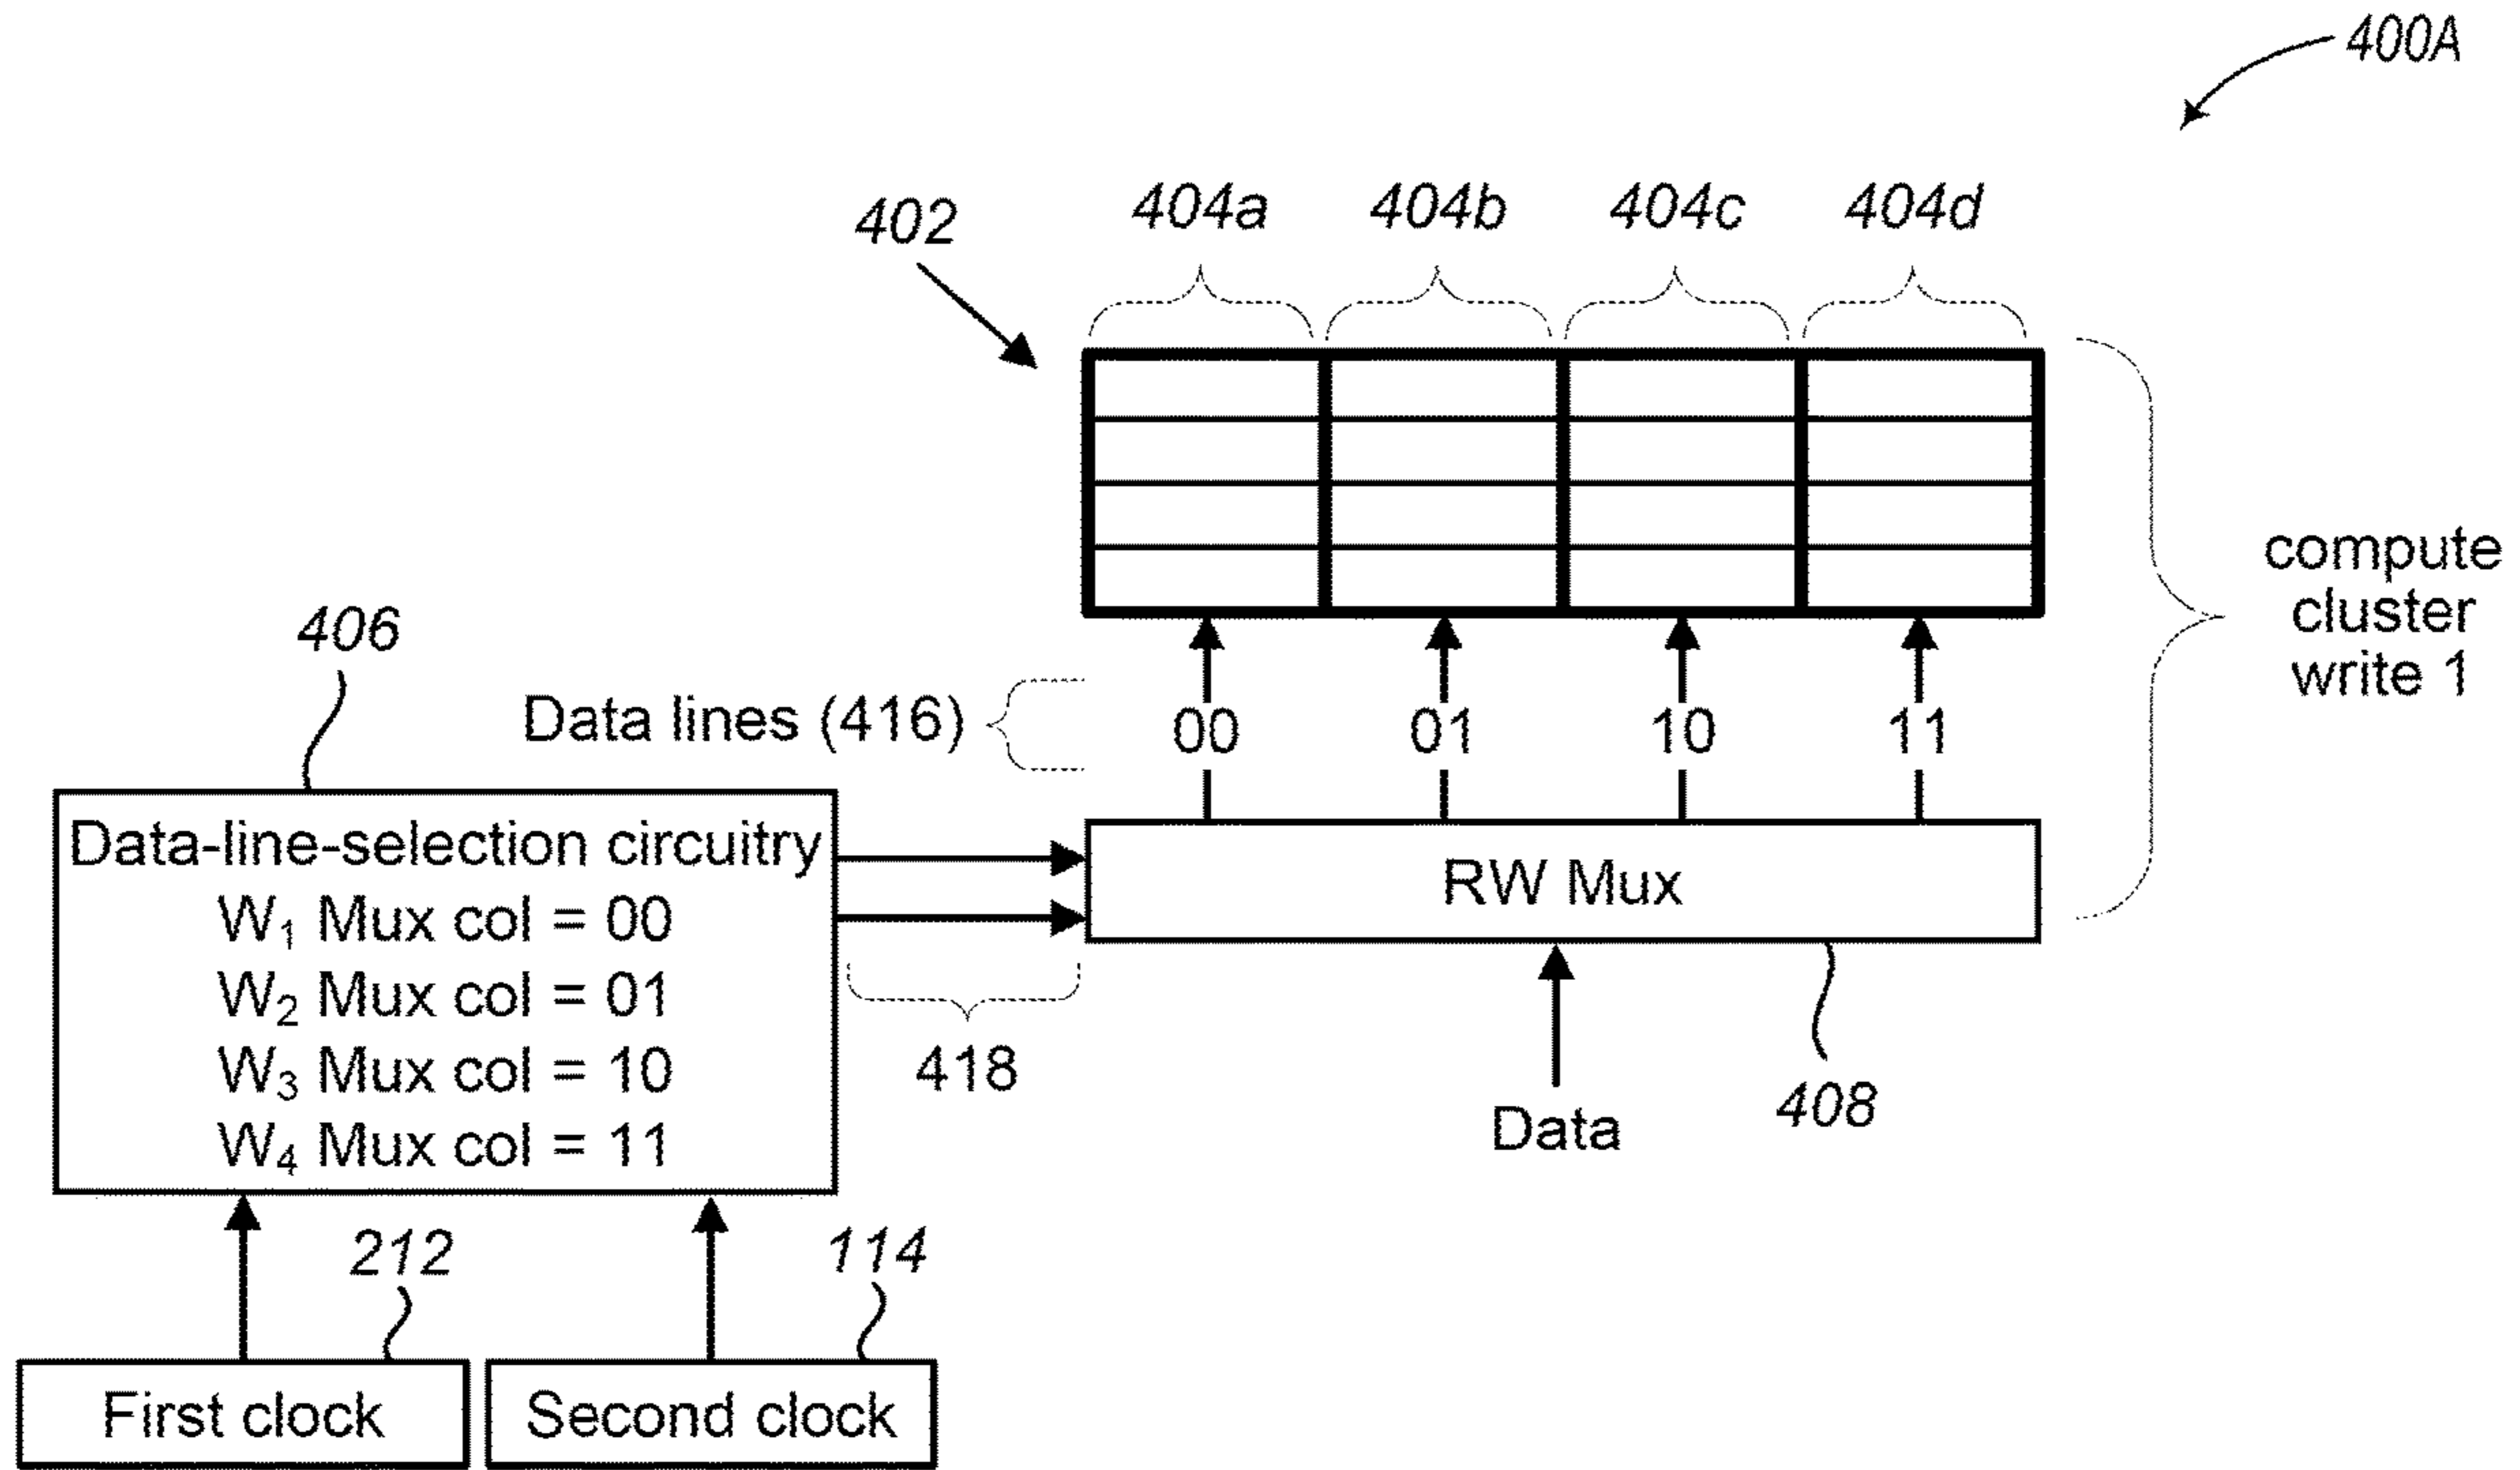 400A
402
404a 404b 404c 404d
compute
cluster
write 1
406
Data lines (416)
00 01 10 11
Data-line-selection circuitry
W₁ Mux col = 00
W₂ Mux col = 01
W₃ Mux col = 10
W₄ Mux col = 11
RW Mux
418
Data
408
212
114
First clock
Second clock